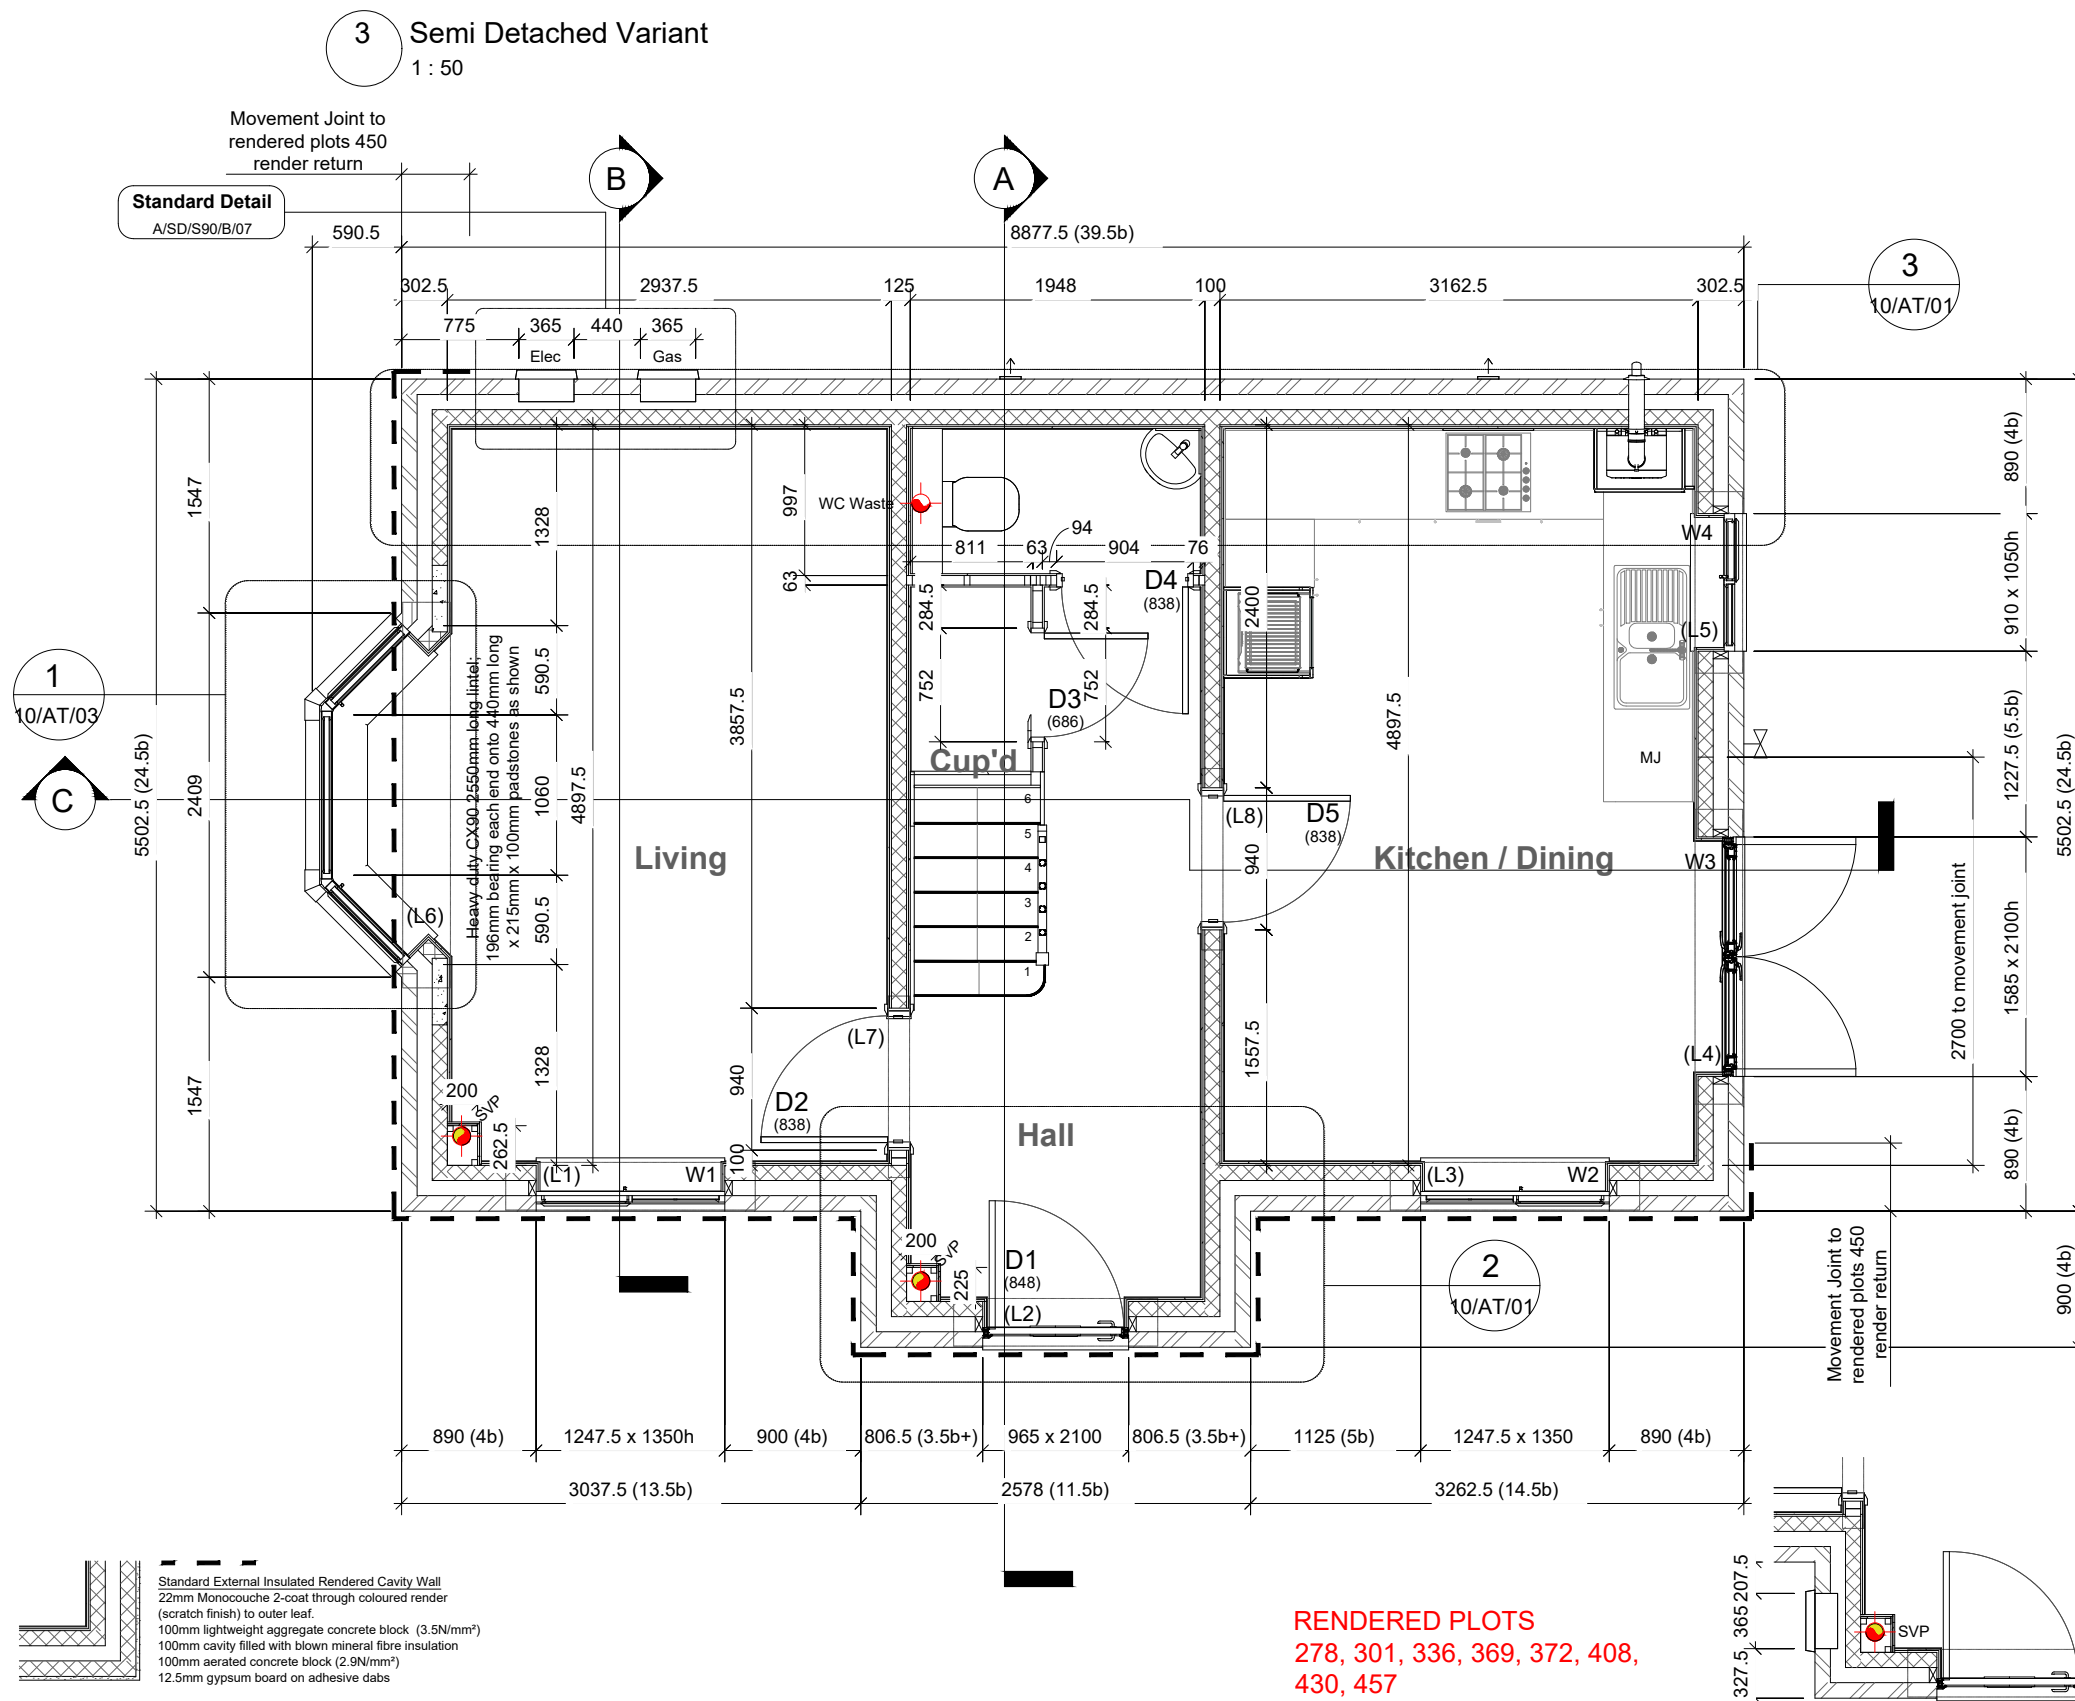 3
Semi Detached Variant
1 : 50
Movement Joint to
rendered plots 450
render return
Standard Detail
A/SD/S90/B/07
B
A
590.5
8877.5 (39.5b)
3
10/AT/01
302.5
2937.5
125
1948
100
3162.5
302.5
775
365
440
365
Elec
Gas
1547
2409
1547
5502.5 (24.5b)
1328
590.5
1060
590.5
1328
4897.5
997
63
3857.5
940
100
WC Waste
94
811
63
904
76
284.5
284.5
752
752
D4
(838)
D3
(686)
Cup'd
2400
940
1557.5
4897.5
W4
(L5)
MJ
W3
(L4)
890 (4b)
910 x 1050h
1227.5 (5.5b)
1585 x 2100h
890 (4b)
5502.5 (24.5b)
900 (4b)
2700 to movement joint
1
10/AT/03
C
Heavy duty CX90 2550mm long lintel;
196mm bearing each end onto 440mm long
x 215mm x 100mm padstones as shown
(L6)
Living
6
5
4
3
2
1
(L8)
D5
(838)
Kitchen / Dining
(L7)
D2
(838)
Hall
200
SVP
262.5
(L1)
W1
(L3)
W2
200
SVP
225
D1
(848)
(L2)
2
10/AT/01
Movement Joint to
rendered plots 450
render return
890 (4b)
1247.5 x 1350h
900 (4b)
806.5 (3.5b+)
965 x 2100
806.5 (3.5b+)
1125 (5b)
1247.5 x 1350
890 (4b)
3037.5 (13.5b)
2578 (11.5b)
3262.5 (14.5b)
Standard External Insulated Rendered Cavity Wall
22mm Monocouche 2-coat through coloured render
(scratch finish) to outer leaf.
100mm lightweight aggregate concrete block (3.5N/mm²)
100mm cavity filled with blown mineral fibre insulation
100mm aerated concrete block (2.9N/mm²)
12.5mm gypsum board on adhesive dabs
RENDERED PLOTS
278, 301, 336, 369, 372, 408,
430, 457
207.5
365
327.5
SVP